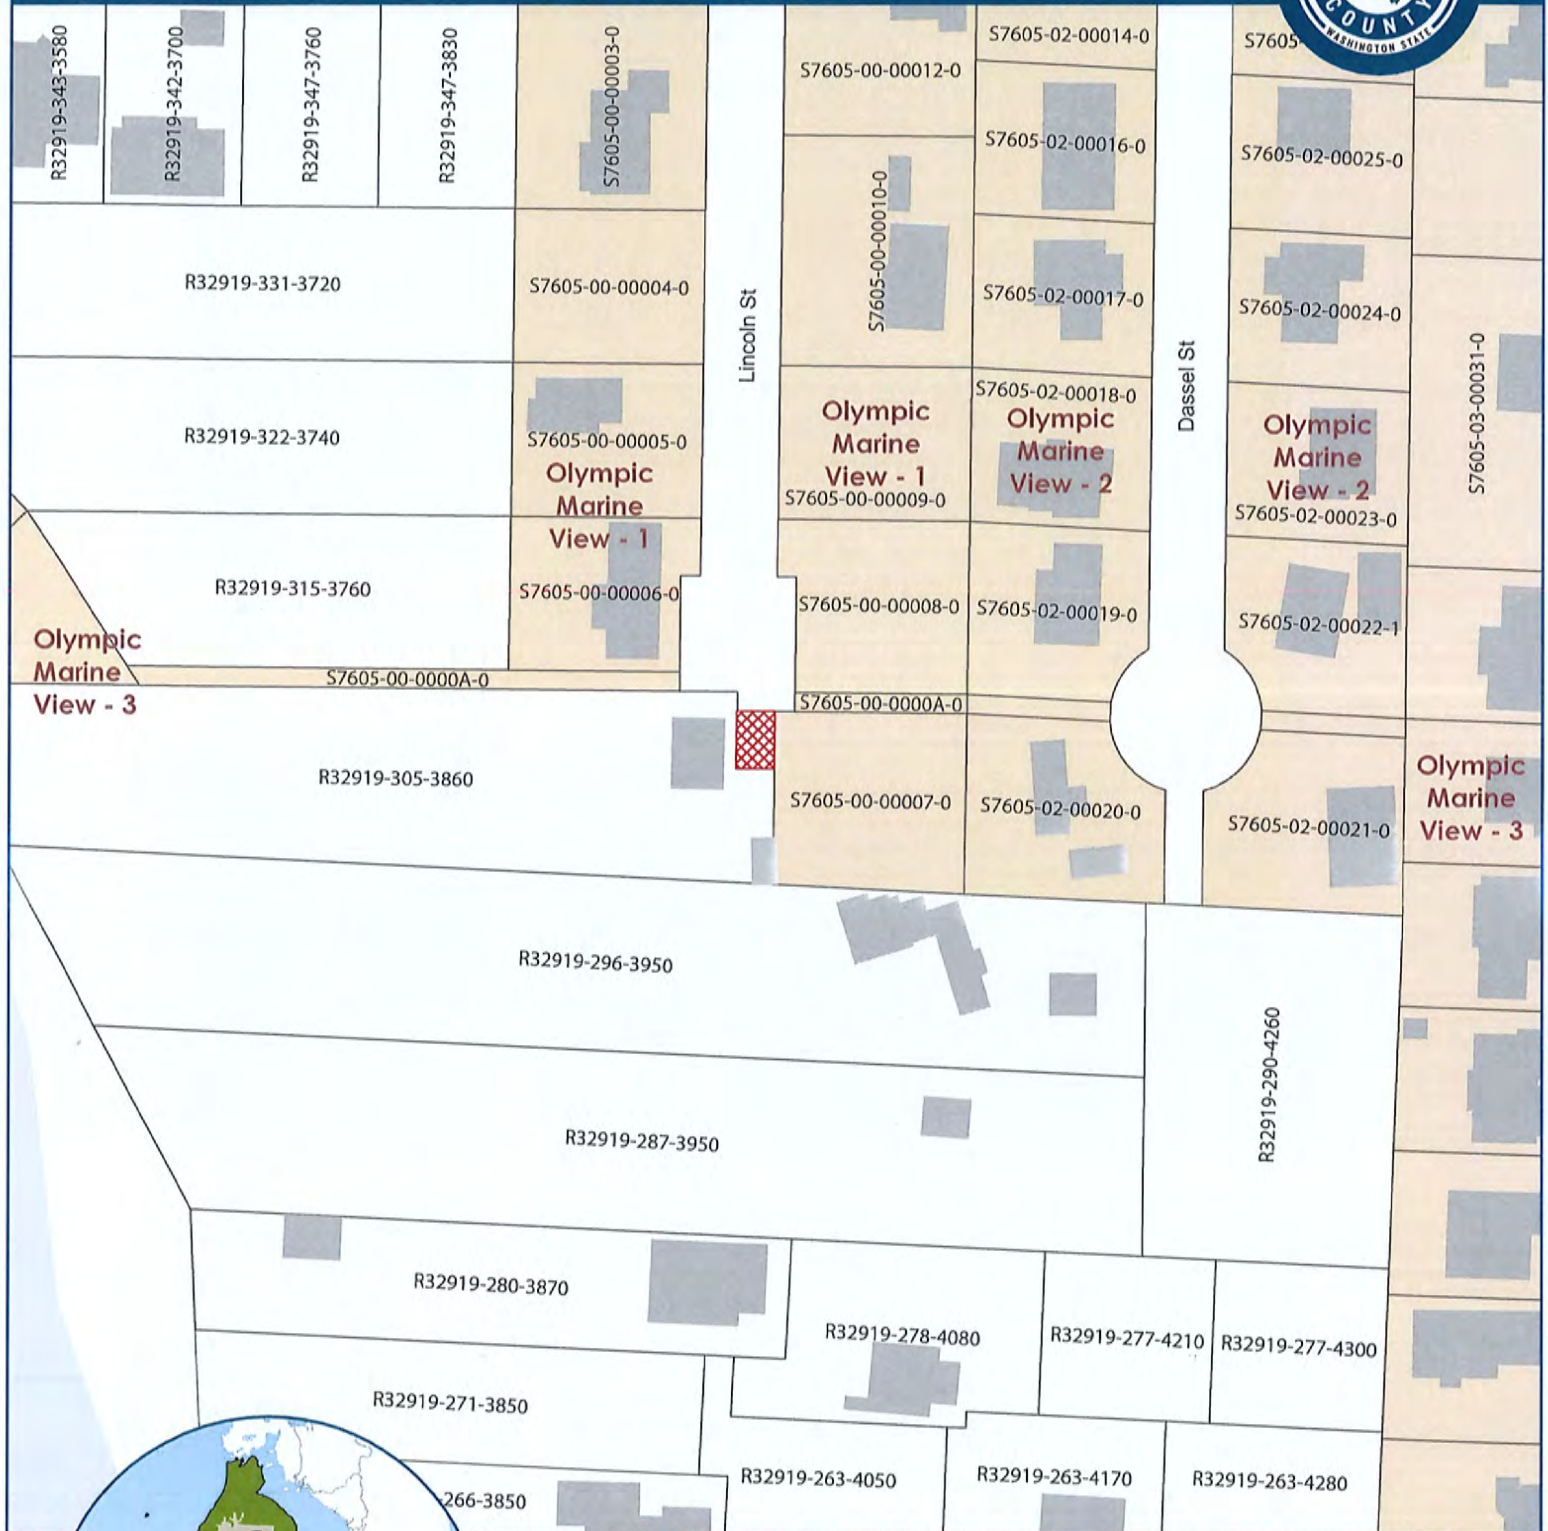 COUNTY
WASHINGTON STATE
R32919-343-3580
R32919-342-3700
R32919-347-3760
R32919-347-3830
S7605-00-00003-0
S7605-00-00012-0
S7605-02-00014-0
S7605-
S7605-02-00016-0
S7605-02-00025-0
S7605-00-00010-0
R32919-331-3720
S7605-00-00004-0
Lincoln St
S7605-02-00017-0
Dassel St
S7605-02-00024-0
S7605-03-00031-0
R32919-322-3740
S7605-00-00005-0
Olympic
Marine
View - 1
Olympic
Marine
View - 1
S7605-00-00009-0
S7605-02-00018-0
Olympic
Marine
View - 2
Olympic
Marine
View - 2
S7605-02-00023-0
R32919-315-3760
S7605-00-00006-0
S7605-00-00008-0
S7605-02-00019-0
S7605-02-00022-1
Olympic
Marine
View - 3
S7605-00-0000A-0
S7605-00-0000A-0
R32919-305-3860
S7605-00-00007-0
S7605-02-00020-0
S7605-02-00021-0
Olympic
Marine
View - 3
R32919-296-3950
R32919-290-4260
R32919-287-3950
R32919-280-3870
R32919-278-4080
R32919-277-4210
R32919-277-4300
R32919-271-3850
R32919-263-4050
R32919-263-4170
R32919-263-4280
-266-3850